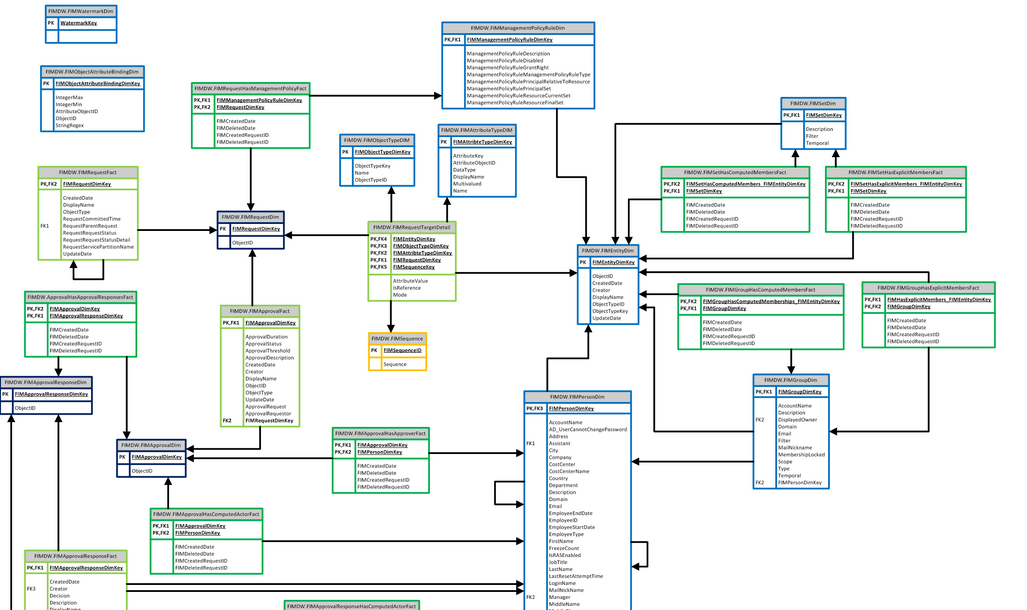 FIMDW.FIMWatermarkDim
PK WatermarkKey
FIMDW.FIMObjectAttributeBindingDim
PK FIMObjectAttributeBindingDimKey
IntegerMax
IntegerMin
AttributeObjectID
ObjectID
StringRegex
FIMDW.FIMRequestHasManagementPolicyFact
PK,FK1 FIMManagementPolicyRuleDimKey
PK,FK2 FIMRequestDimKey
FIMCreatedDate
FIMDeletedDate
FIMCreatedRequestID
FIMDeletedRequestID
FIMDW.FIMManagementPolicyRuleDim
PK,FK1 FIMManagementPolicyRuleDimKey
ManagementPolicyRuleDescription
ManagementPolicyRuleDisabled
ManagementPolicyRuleGrantRight
ManagementPolicyRuleManagementPolicyRuleType
ManagementPolicyRulePrincipalRelativeToResource
ManagementPolicyRulePrincipalSet
ManagementPolicyRuleResourceCurrentSet
ManagementPolicyRuleResourceFinalSet
FIMDW.FIMObjectTypeDIM
PK FIMObjectTypeDimKey
ObjectTypeKey
Name
ObjectTypeID
FIMDW.FIMAttributeTypeDIM
PK FIMAttribteTypeDimKey
AttributeKey
AttributeObjectID
DataType
DisplayName
Multivalued
Name
FIMDW.FIMSetDim
PK,FK1 FIMSetDimKey
Description
Filter
Temporal
FIMDW.FIMSetHasComputedMembers
PK,FK2 FIMSetHasComputedMembers_FIMEntityDimKey
PK,FK1 FIMSetDimKey
FIMCreatedDate
FIMDeletedDate
FIMCreatedRequestID
FIMDeletedRequestID
FIMDW.FIMSetHasExplicitMembers
PK,FK2 FIMSetHasExplicitMembers_FIMEntityDimKey
PK,FK1 FIMSetDimKey
FIMCreatedDate
FIMDeletedDate
FIMCreatedRequestID
FIMDeletedRequestID
FIMDW.FIMRequestFact
PK,FK2 FIMRequestDimKey
CreatedDate
DisplayName
ObjectType
RequestCommittedTime
FK1 RequestParentRequest
RequestStatus
RequestRequestStatusDetail
RequestServicePartitionName
UpdateDate
FIMDW.FIMRequestDim
PK FIMRequestDimKey
ObjectID
FIMDW.FIMRequestTargetDetail
PK,FK4 FIMEntityDimKey
PK,FK3 FIMObjectTypeDimKey
PK,FK2 FIMAttribteTypeDimKey
PK,FK1 FIMRequestDimKey
PK,FK5 FIMSequenceKey
AttributeValue
IsReference
Mode
FIMDW.FIMEntityDim
PK FIMEntityDimKey
ObjectID
CreatedDate
Creator
DisplayName
ObjectTypeID
ObjectTypeKey
UpdateDate
FIMDW.FIMGroupHasComputedMembersFact
PK,FK2 FIMGroupHasComputedMemberships_FIMEntityDimKey
PK,FK1 FIMGroupDimKey
FIMCreatedDate
FIMDeletedDate
FIMCreatedRequestID
FIMDeletedRequestID
FIMDW.FIMGroupHasExplicitMembersFact
PK,FK1 FIMHasExplicitMembers_FIMEntityDimKey
PK,FK2 FIMGroupDimKey
FIMCreatedDate
FIMDeletedDate
FIMCreatedRequestID
FIMDeletedRequestID
FIMDW.ApprovalHasApprovalResponsesFact
PK,FK2 FIMApprovalDimKey
PK,FK1 FIMApprovalResponseDimKey
FIMCreatedDate
FIMDeletedDate
FIMCreatedRequestID
FIMDeletedRequestID
FIMDW.FIMApprovalFact
PK,FK1 FIMApprovalDimKey
ApprovalDuration
ApprovalStatus
ApprovalThreshold
ApprovalDescription
CreatedDate
Creator
DisplayName
ObjectID
ObjectType
UpdateDate
ApprovalRequest
ApprovalRequestor
FK2 FIMRequestDimKey
FIMDW.FIMSequence
PK FIMSequenceID
Sequence
FIMDW.FIMApprovalResponseDim
PK FIMApprovalResponseDimKey
ObjectID
FIMDW.FIMGroupDim
PK,FK1 FIMGroupDimKey
AccountName
Description
FK2 DisplayedOwner
Domain
Email
Filter
MailNickname
MembershipLocked
Scope
Type
Temporal
FK2 FIMPersonDimKey
FIMDW.FIMPersonDim
PK,FK3 FIMPersonDimKey
AccountName
AD_UserCannotChangePassword
Address
FK1 Assistant
City
Company
CostCenter
CostCenterName
Country
Department
Description
Domain
Email
EmployeeEndDate
EmployeeID
EmployeeStartDate
EmployeeType
FirstName
FreezeCount
IsRASEnabled
JobTitle
LastName
LastResetAttemptTime
LoginName
MailNickName
FK2 Manager
MiddleName
FIMDW.FIMApprovalDim
PK FIMApprovalDimKey
ObjectID
FIMDW.FIMApprovalHasApproverFact
PK,FK1 FIMApprovalDimKey
PK,FK2 FIMPersonDimKey
FIMCreatedDate
FIMDeletedDate
FIMCreatedRequestID
FIMDeletedRequestID
FIMDW.FIMApprovalHasComputedActorFact
PK,FK1 FIMApprovalDimKey
PK,FK2 FIMPersonDimKey
FIMCreatedDate
FIMDeletedDate
FIMCreatedRequestID
FIMDeletedRequestID
FIMDW.FIMApprovalResponseFact
PK,FK1 FIMApprovalResponseDimKey
CreatedDate
FK3 Creator
Decision
Description
DisplayName
FIMDW.FIMApprovalResponseHasComputedActorFact